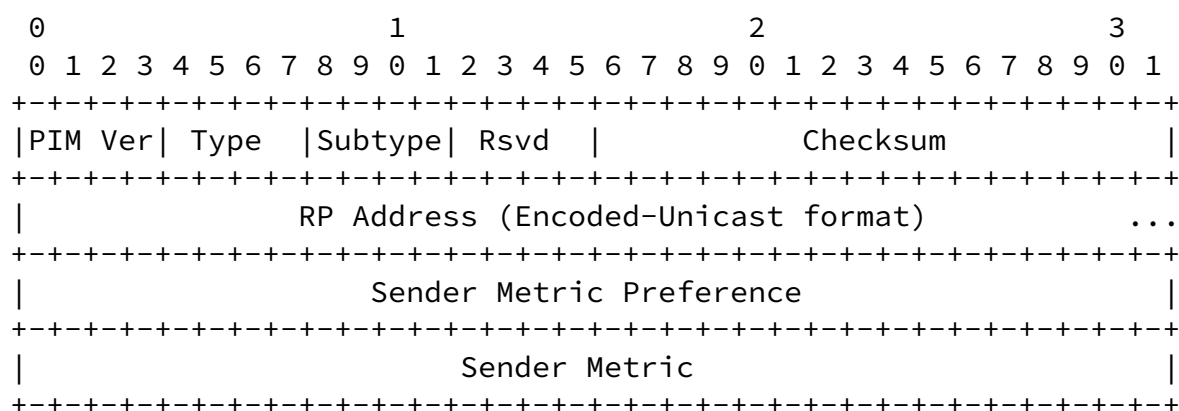 0                   1                   2                   3
 0 1 2 3 4 5 6 7 8 9 0 1 2 3 4 5 6 7 8 9 0 1 2 3 4 5 6 7 8 9 0 1
+-+-+-+-+-+-+-+-+-+-+-+-+-+-+-+-+-+-+-+-+-+-+-+-+-+-+-+-+-+-+-+-+
|PIM Ver| Type  |Subtype| Rsvd  |           Checksum            |
+-+-+-+-+-+-+-+-+-+-+-+-+-+-+-+-+-+-+-+-+-+-+-+-+-+-+-+-+-+-+-+-+
|               RP Address (Encoded-Unicast format)           ...
+-+-+-+-+-+-+-+-+-+-+-+-+-+-+-+-+-+-+-+-+-+-+-+-+-+-+-+-+-+-+-+-+
|                   Sender Metric Preference                    |
+-+-+-+-+-+-+-+-+-+-+-+-+-+-+-+-+-+-+-+-+-+-+-+-+-+-+-+-+-+-+-+-+
|                        Sender Metric                          |
+-+-+-+-+-+-+-+-+-+-+-+-+-+-+-+-+-+-+-+-+-+-+-+-+-+-+-+-+-+-+-+-+